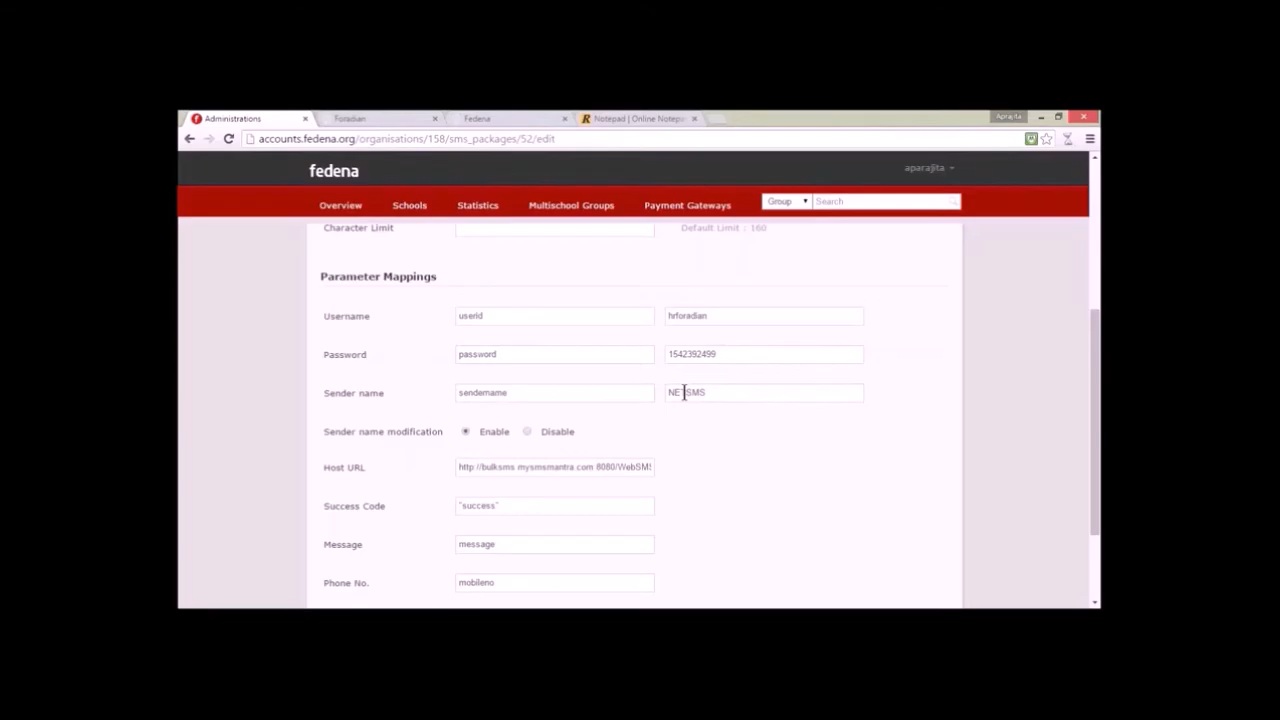 Administrations Foradian Fedena Notepad | Online Notepa Aprajita
accounts.fedena.org/organisations/158/sms_packages/52/edit
fedena aparajita
Overview Schools Statistics Multischool Groups Payment Gateways Group Search
Character Limit Default Limit : 160
Parameter Mappings
Username userid hrforadian
Password password 1542392499
Sender name sendername NETSMS
Sender name modification Enable Disable
Host URL http://bulksms.mysmsmantra.com:8080/WebSMS
Success Code "success"
Message message
Phone No. mobileno